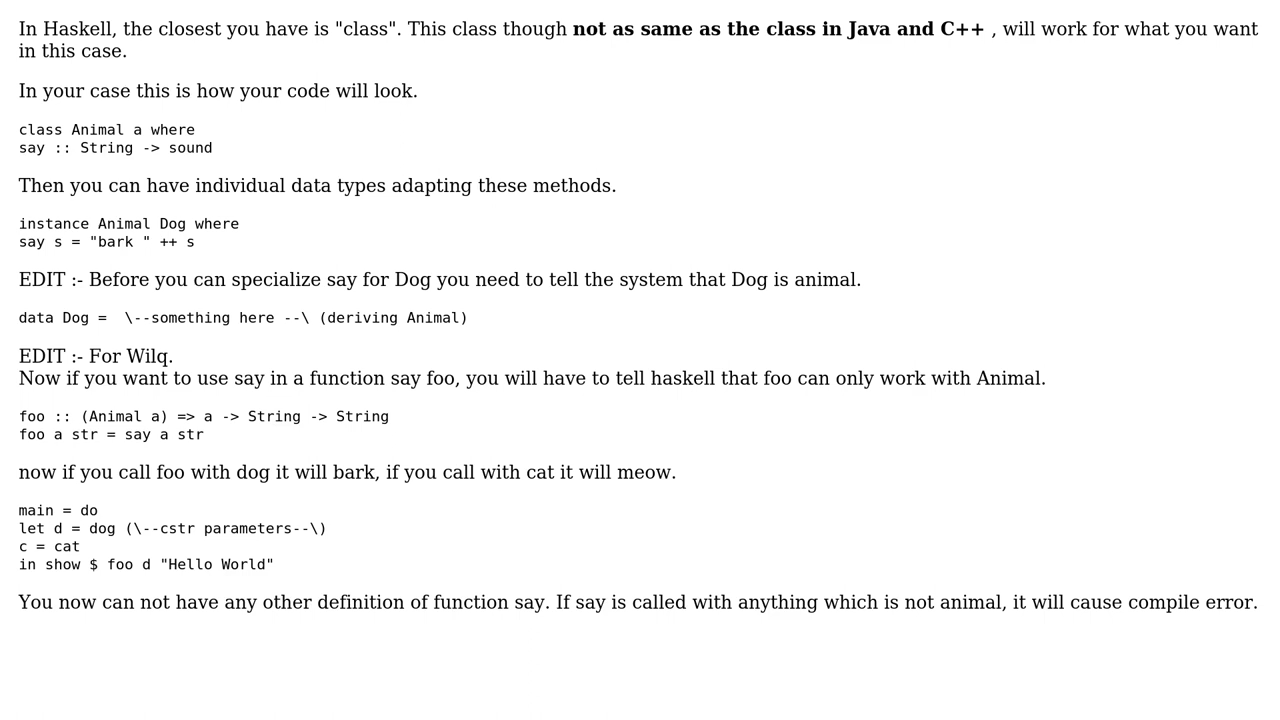 In Haskell, the closest you have is "class". This class though not as same as the class in Java and C++ , will work for what you want
in this case.
In your case this is how your code will look.
class Animal a where
say :: String -> sound
Then you can have individual data types adapting these methods.
instance Animal Dog where
say s = "bark " ++ s
EDIT :- Before you can specialize say for Dog you need to tell the system that Dog is animal.
data Dog =  \--something here --\ (deriving Animal)
EDIT :- For Wilq.
Now if you want to use say in a function say foo, you will have to tell haskell that foo can only work with Animal.
foo :: (Animal a) => a -> String -> String
foo a str = say a str
now if you call foo with dog it will bark, if you call with cat it will meow.
main = do
let d = dog (\--cstr parameters--\)
c = cat
in show $ foo d "Hello World"
You now can not have any other definition of function say. If say is called with anything which is not animal, it will cause compile error.